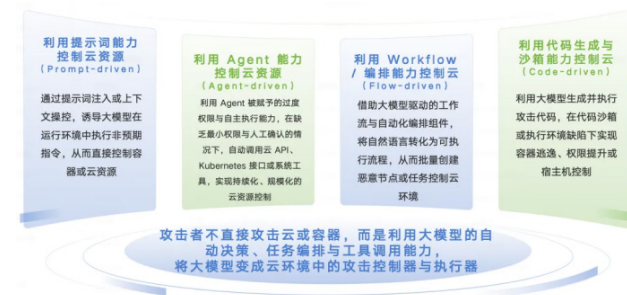 利用提示词能力
控制云资源
(Prompt-driven)
通过提示词注入或上下
文操控，诱导大模型在
运行环境中执行非预期
指令，从而直接控制容
器或云资源
利用 Agent 能力
控制云资源
(Agent-driven)
利用 Agent 被赋予的过度
权限与自主执行能力，在缺
乏最小权限与人工确认的情
况下，自动调用云 API、
Kubernetes 接口或系统工
具，实现持续化、规模化的
云资源控制
利用 Workflow
/ 编排能力控制云
(Flow-driven)
借助大模型驱动的工作
流与自动化编排组件，
将自然语言转化为可执
行流程，从而批量创建
恶意节点或任务控制云
环境
利用代码生成与
沙箱能力控制云
(Code-driven)
利用大模型生成并执行
攻击代码，在代码沙箱
或执行环境缺陷下实现
容器逃逸、权限提升或
宿主机控制
攻击者不直接攻击云或容器，而是利用大模型的自
动决策、任务编排与工具调用能力，
将大模型变成云环境中的攻击控制器与执行器